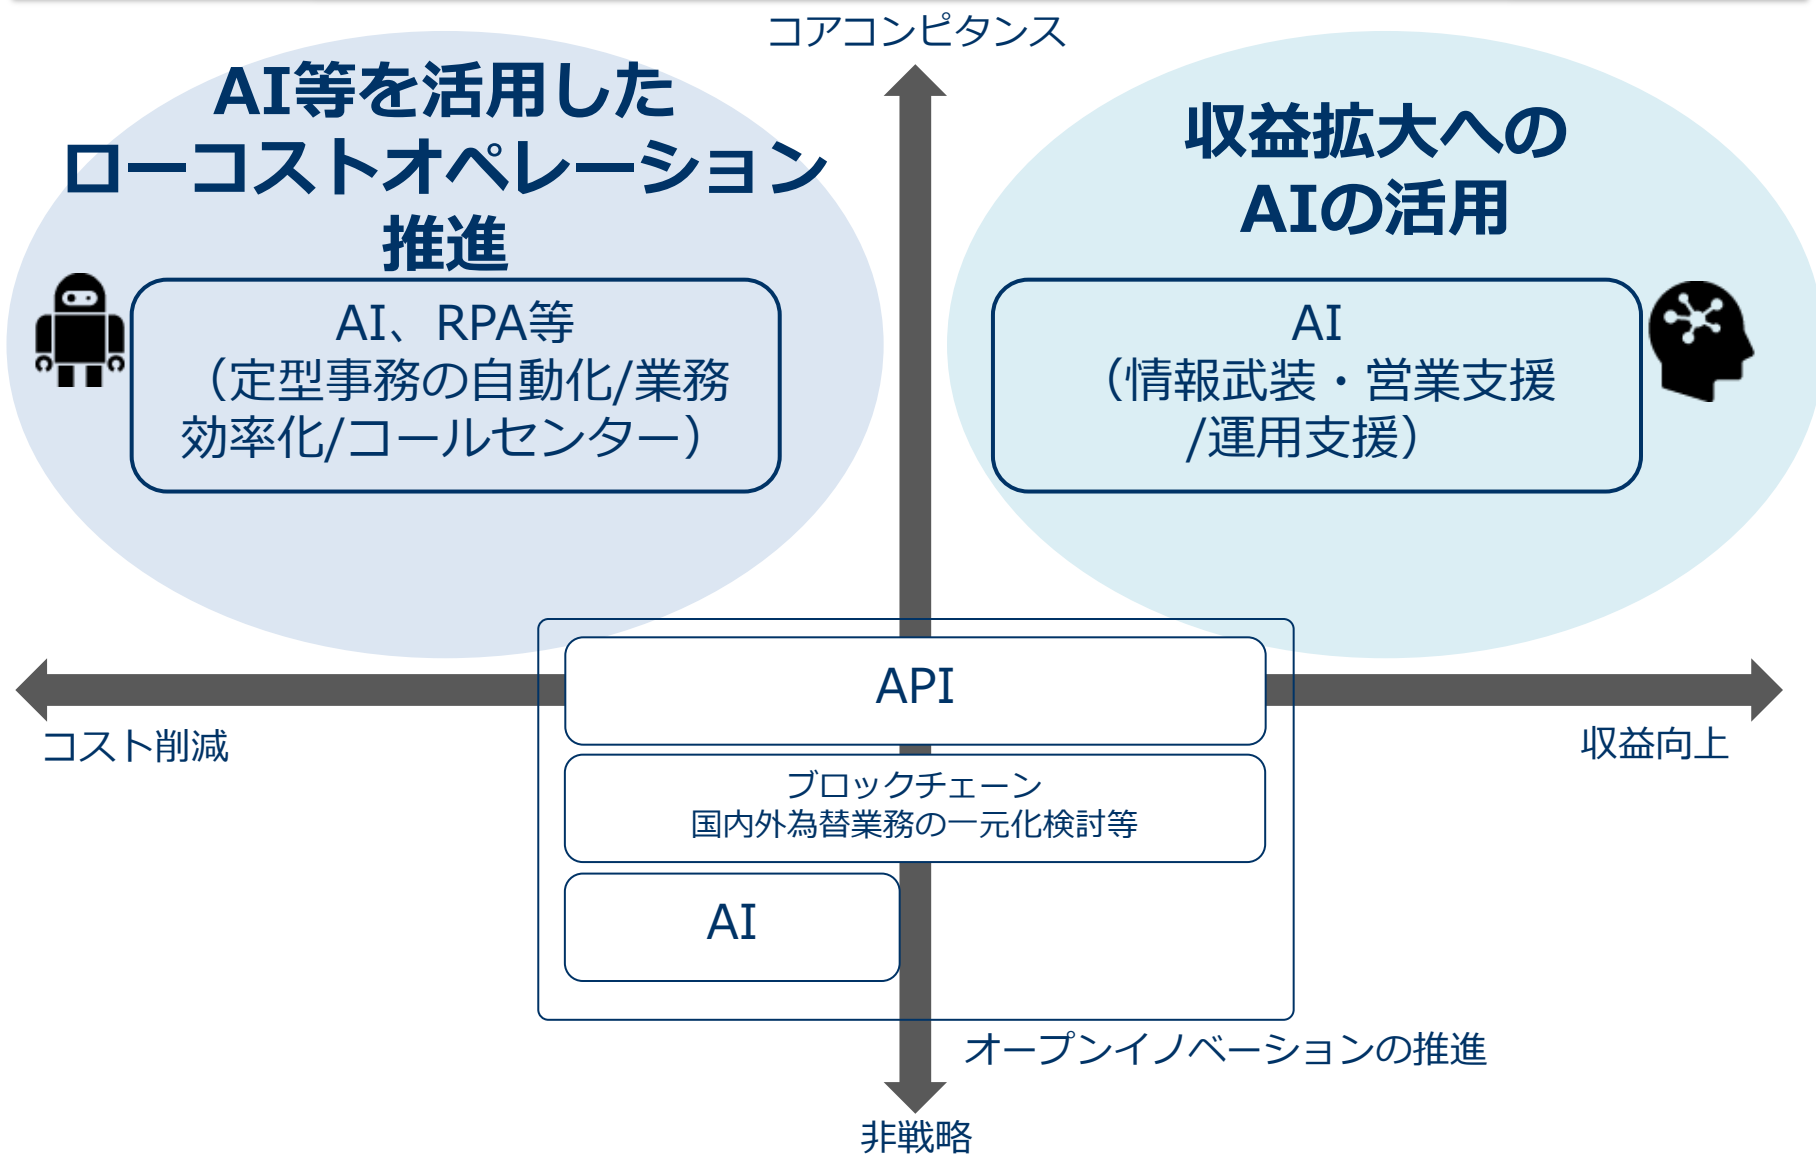 コアコンピタンス
AI等を活用した
ローコストオペレーション
推進
AI、RPA等
（定型事務の自動化/業務
効率化/コールセンター）
収益拡大への
AIの活用
AI
（情報武装・営業支援
/運用支援）
API
コスト削減
収益向上
ブロックチェーン
国内外為替業務の一元化検討等
AI
オープンイノベーションの推進
非戦略